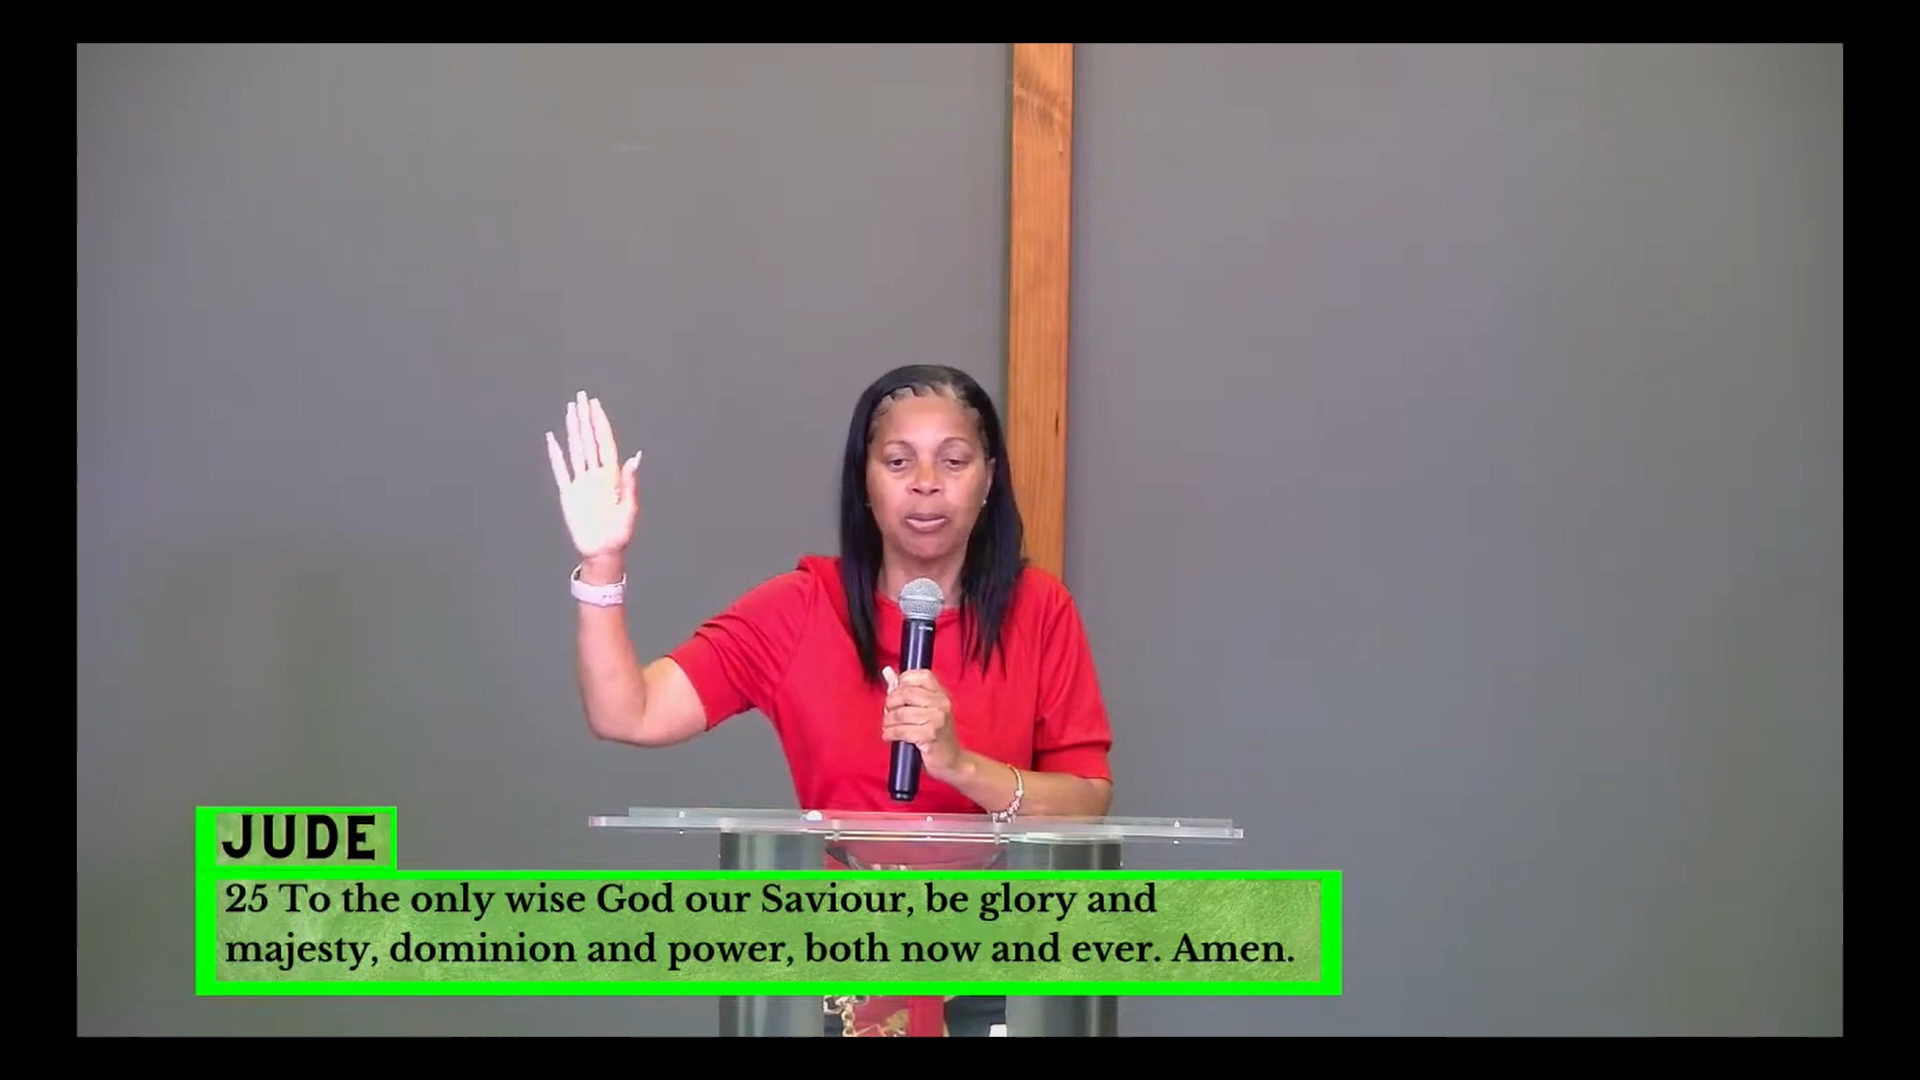 JUDE
25 To the only wise God our Saviour, be glory and
majesty, dominion and power, both now and ever. Amen.